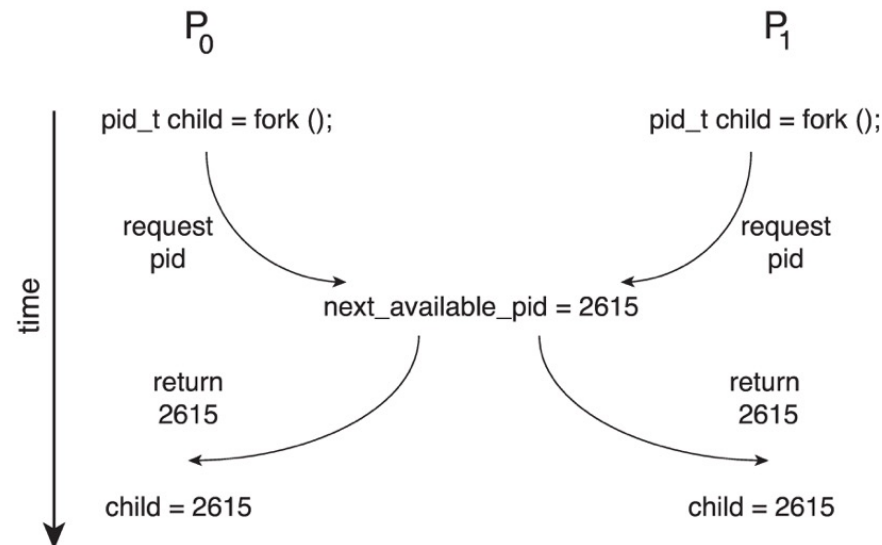 P0 P1
pid_t child = fork (); pid_t child = fork ();
request request
pid pid
time
next_available_pid = 2615
return return
2615 2615
child = 2615 child = 2615